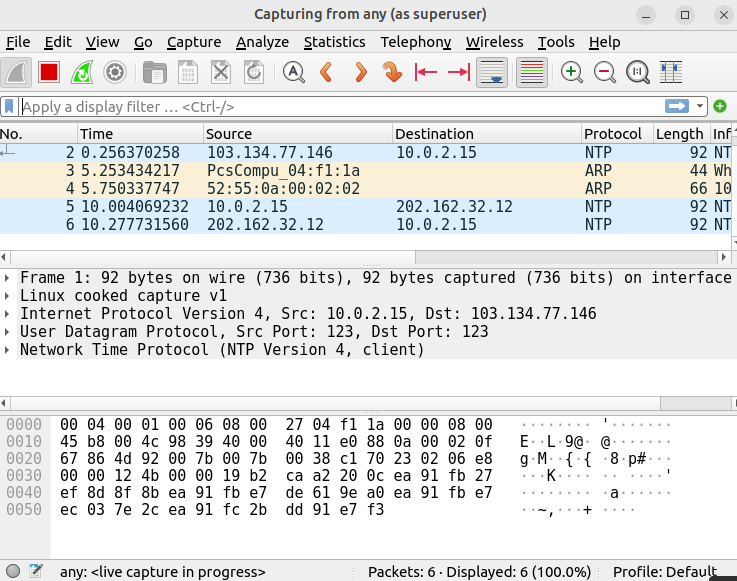 Capturing from any (as superuser)
File Edit View Go Capture Analyze Statistics Telephony Wireless Tools Help
Apply a display filter … <Ctrl-/>
No. Time Source Destination Protocol Length Inf
2 0.256370258 103.134.77.146 10.0.2.15 NTP 92 NT
3 5.253434217 PcsCompu_04:f1:1a ARP 44 Wh
4 5.750337747 52:55:0a:00:02:02 ARP 66 10
5 10.004069232 10.0.2.15 202.162.32.12 NTP 92 NT
6 10.277731560 202.162.32.12 10.0.2.15 NTP 92 NT
Frame 1: 92 bytes on wire (736 bits), 92 bytes captured (736 bits) on interface
Linux cooked capture v1
Internet Protocol Version 4, Src: 10.0.2.15, Dst: 103.134.77.146
User Datagram Protocol, Src Port: 123, Dst Port: 123
Network Time Protocol (NTP Version 4, client)
0000 00 04 00 01 00 06 08 00 27 04 f1 1a 00 00 08 00 ········ '·······
0010 45 b8 00 4c 98 39 40 00 40 11 e0 88 0a 00 02 0f E··L·9@· @·······
0020 67 86 4d 92 00 7b 00 7b 00 38 c1 70 23 02 06 e8 g·M··{·{ ·8·p#···
0030 00 00 12 4b 00 00 19 b2 ca a2 20 0c ea 91 fb 27 ···K···· ·· ····'
0040 ef 8d 8f 8b ea 91 fb e7 de 61 9e a0 ea 91 fb e7 ········ ·a······
0050 ec 03 7e 2c ea 91 fc 2b dd 91 e7 f3 ··~,···+ ····
any: <live capture in progress> Packets: 6 · Displayed: 6 (100.0%) Profile: Default